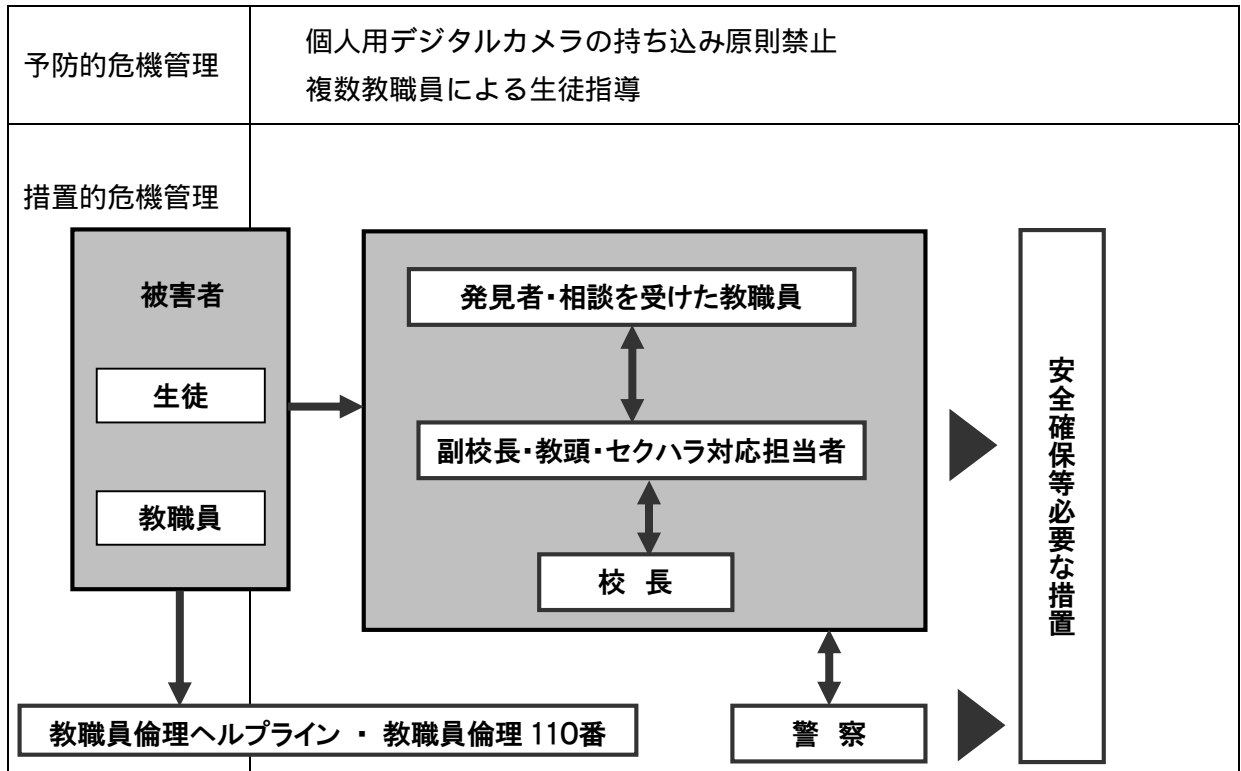 予防的危機管理
個人用デジタルカメラの持ち込み原則禁止
複数教職員による生徒指導
措置的危機管理
被害者
生徒
教職員
発見者・相談を受けた教職員
副校長・教頭・セクハラ対応担当者
校 長
安全確保等必要な措置
教職員倫理ヘルプライン ・ 教職員倫理 110番
警 察